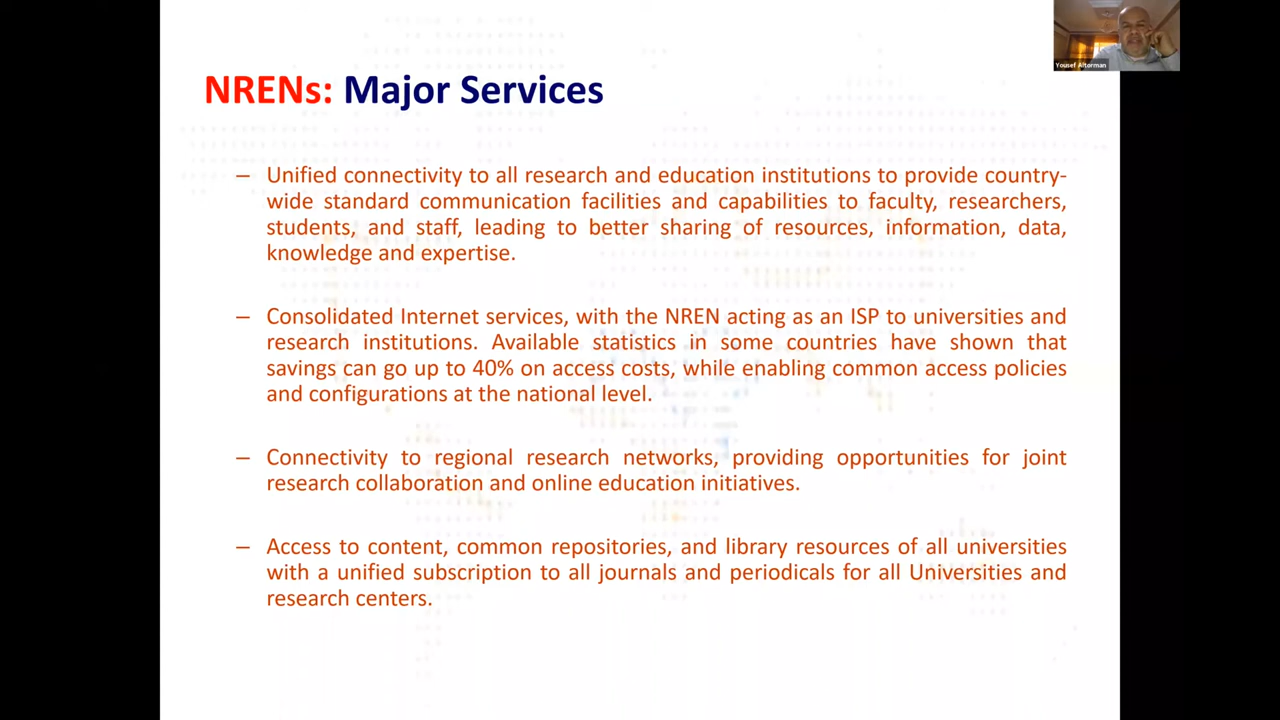 NRENs: Major Services
– Unified connectivity to all research and education institutions to provide country-
wide standard communication facilities and capabilities to faculty, researchers,
students, and staff, leading to better sharing of resources, information, data,
knowledge and expertise.
– Consolidated Internet services, with the NREN acting as an ISP to universities and
research institutions. Available statistics in some countries have shown that
savings can go up to 40% on access costs, while enabling common access policies
and configurations at the national level.
– Connectivity to regional research networks, providing opportunities for joint
research collaboration and online education initiatives.
– Access to content, common repositories, and library resources of all universities
with a unified subscription to all journals and periodicals for all Universities and
research centers.
Yousef Altorman